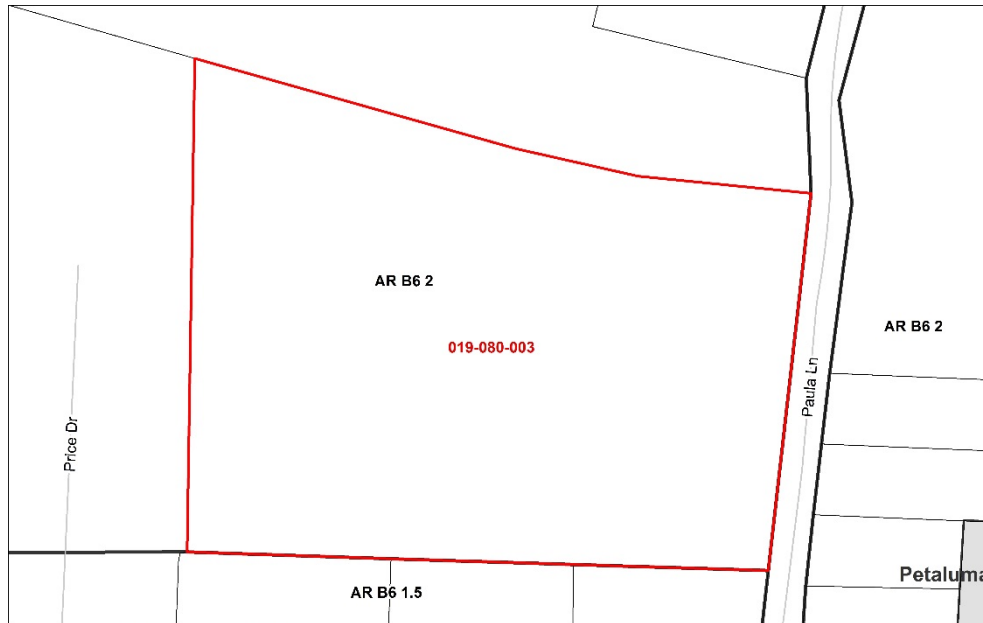 AR B6 2
AR B6 2
019-080-003
Paula Ln
Price Dr
Petaluma
AR B6 1.5